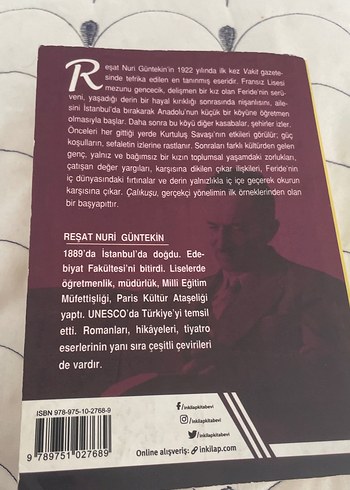 Reşat Nuri Güntekin'in 1922 yılında ilk kez Vakit gazete-
sinde tefrika edilen en tanınmış eseridir. Fransız Lisesi
mezunu gencecik, delişmen bir kız olan Feride'nin serü-
veni, yaşadığı derin bir hayal kırıklığı sonrasında nişanlısını, aile-
sini İstanbul'da bırakarak Anadolu'nun küçük bir köyüne öğretmen
olmasıyla başlar. Daha sonra bu köyü diğer kasabalar, şehirler izler.
Önceleri her gittiği yerde Kurtuluş Savaşı'nın etkileri görülür; güç
koşulların, sefaletin izlerine rastlanır. Sonraları farklı kültürden gelen
genç, yalnız ve bağımsız bir kızın toplumsal yaşamdaki zorlukları,
çatışan değer yargıları, karşısına dikilen çıkar ilişkileri, Feride'nin
iç dünyasındaki fırtınalar ve derin yalnızlıkla iç içe geçerek okurun
karşısına çıkar. Çalıkuşu, gerçekçi yönelimin ilk örneklerinden olan
bir başyapıttır.
REŞAT NURİ GÜNTEKİN
1889'da İstanbul'da doğdu. Ede-
biyat Fakültesi'ni bitirdi. Liselerde
öğretmenlik, müdürlük, Milli Eğitim
Müfettişliği, Paris Kültür Ataşeliği
yaptı. UNESCO'da Türkiye'yi temsil
etti. Romanları, hikâyeleri, tiyatro
eserlerinin yanı sıra çeşitli çevirileri
de vardır.
ISBN 978-975-10-2768-9
9 789751 027689
/inkilapkitabevi
/inkilapkitabevi
/inkilapkitabevi
Online alışveriş: inkilap.com